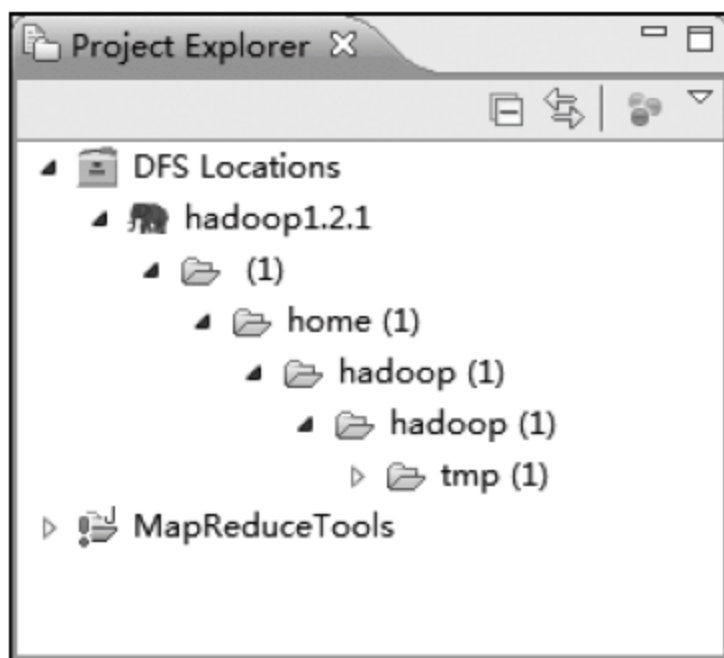 Project Explorer
DFS Locations
hadoop1.2.1
(1)
home (1)
hadoop (1)
hadoop (1)
tmp (1)
MapReduceTools